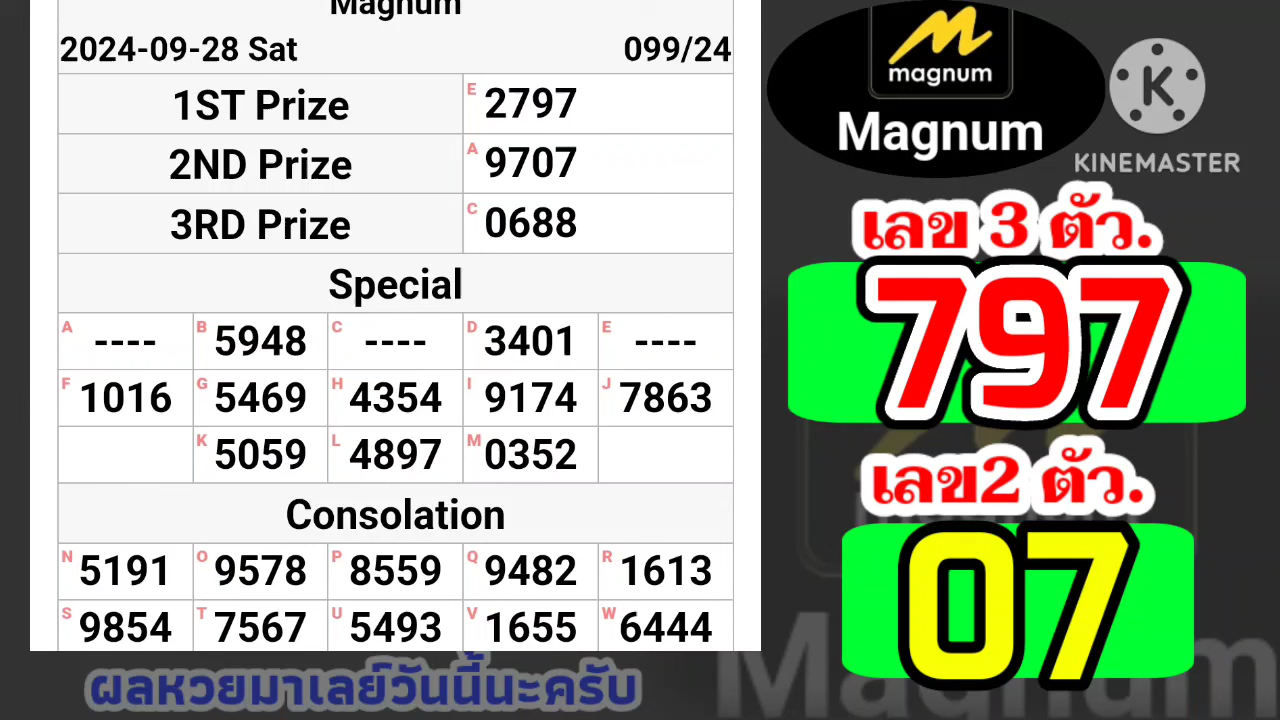 Magnum
2024-09-28 Sat 099/24
1ST Prize E 2797
2ND Prize A 9707
3RD Prize C 0688
Special
A ---- B 5948 C ---- D 3401 E ----
F 1016 G 5469 H 4354 I 9174 J 7863
K 5059 L 4897 M 0352
Consolation
N 5191 O 9578 P 8559 Q 9482 R 1613
S 9854 T 7567 U 5493 V 1655 W 6444
ผลหวยมาเลย์วันนี้นะครับ
magnum
Magnum
K
KINEMASTER
เลข 3 ตัว.
797
เลข2 ตัว.
07
Magnum